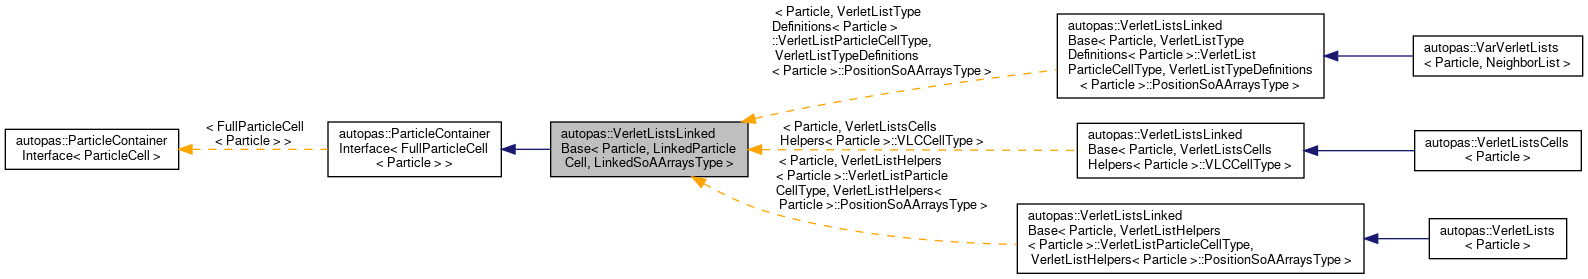 autopas::ParticleContainer
Interface< ParticleCell >
< FullParticleCell
< Particle > >
autopas::ParticleContainer
Interface< FullParticleCell
< Particle > >
autopas::VerletListsLinked
Base< Particle, LinkedParticle
Cell, LinkedSoAArraysType >
< Particle, VerletListType
Definitions< Particle >
::VerletListParticleCellType,
VerletListTypeDefinitions
< Particle >::PositionSoAArraysType >
autopas::VerletListsLinked
Base< Particle, VerletListType
Definitions< Particle >::VerletList
ParticleCellType, VerletListTypeDefinitions
< Particle >::PositionSoAArraysType >
autopas::VarVerletLists
< Particle, NeighborList >
< Particle, VerletListsCells
Helpers< Particle >::VLCCellType >
autopas::VerletListsLinked
Base< Particle, VerletListsCells
Helpers< Particle >::VLCCellType >
autopas::VerletListsCells
< Particle >
< Particle, VerletListHelpers
< Particle >::VerletListParticle
CellType, VerletListHelpers<
Particle >::PositionSoAArraysType >
autopas::VerletListsLinked
Base< Particle, VerletListHelpers
< Particle >::VerletListParticleCellType,
VerletListHelpers< Particle >::PositionSoAArraysType >
autopas::VerletLists
< Particle >